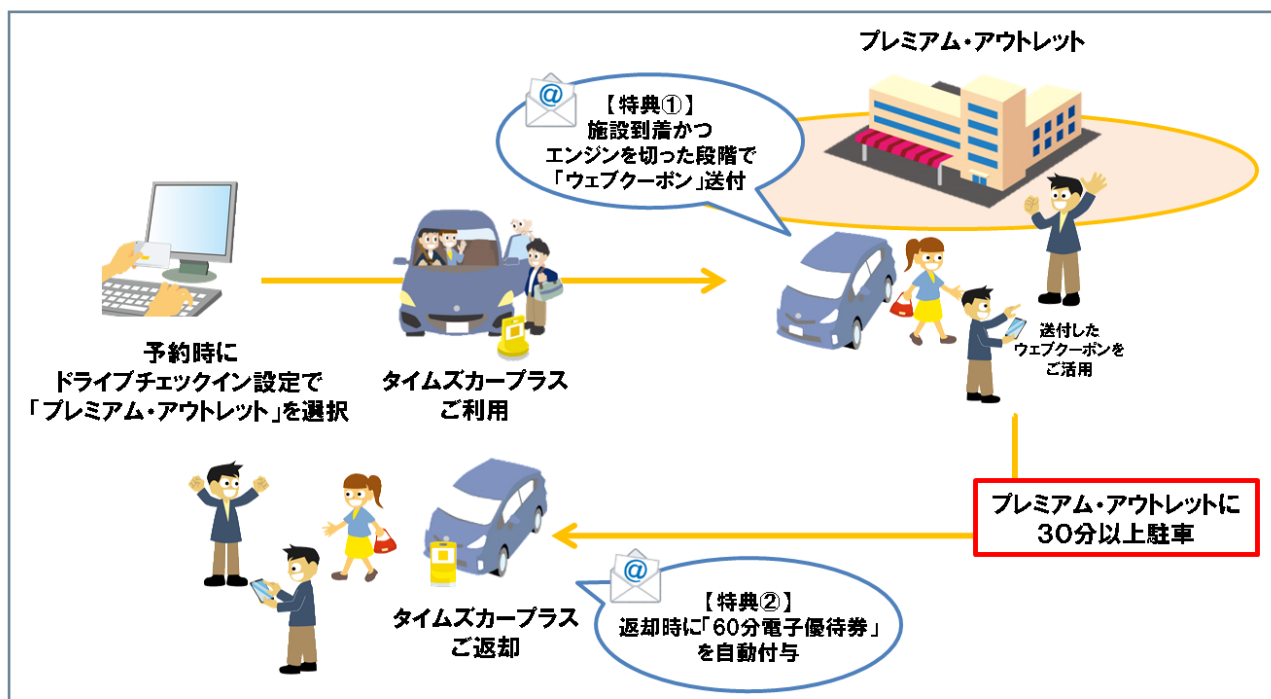 プレミアム・アウトレット
@
【特典①】
施設到着かつ
エンジンを切った段階で
「ウェブクーポン」送付
予約時に
ドライブチェックイン設定で
「プレミアム・アウトレット」を選択
タイムズカープラス
ご利用
送付した
ウェブクーポンを
ご活用
プレミアム・アウトレットに
30分以上駐車
@
【特典②】
返却時に「60分電子優待券」
を自動付与
タイムズカープラス
ご返却